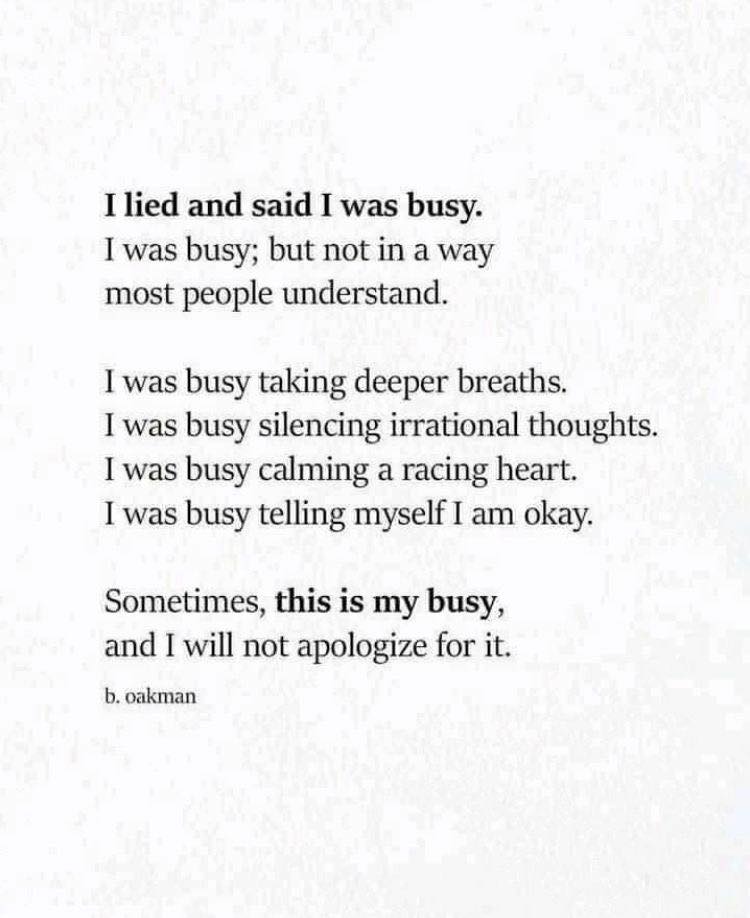 I lied and said I was busy.
I was busy; but not in a way
most people understand.
I was busy taking deeper breaths.
I was busy silencing irrational thoughts.
I was busy calming a racing heart.
I was busy telling myself I am okay.
Sometimes, this is my busy,
and I will not apologize for it.
b. oakman